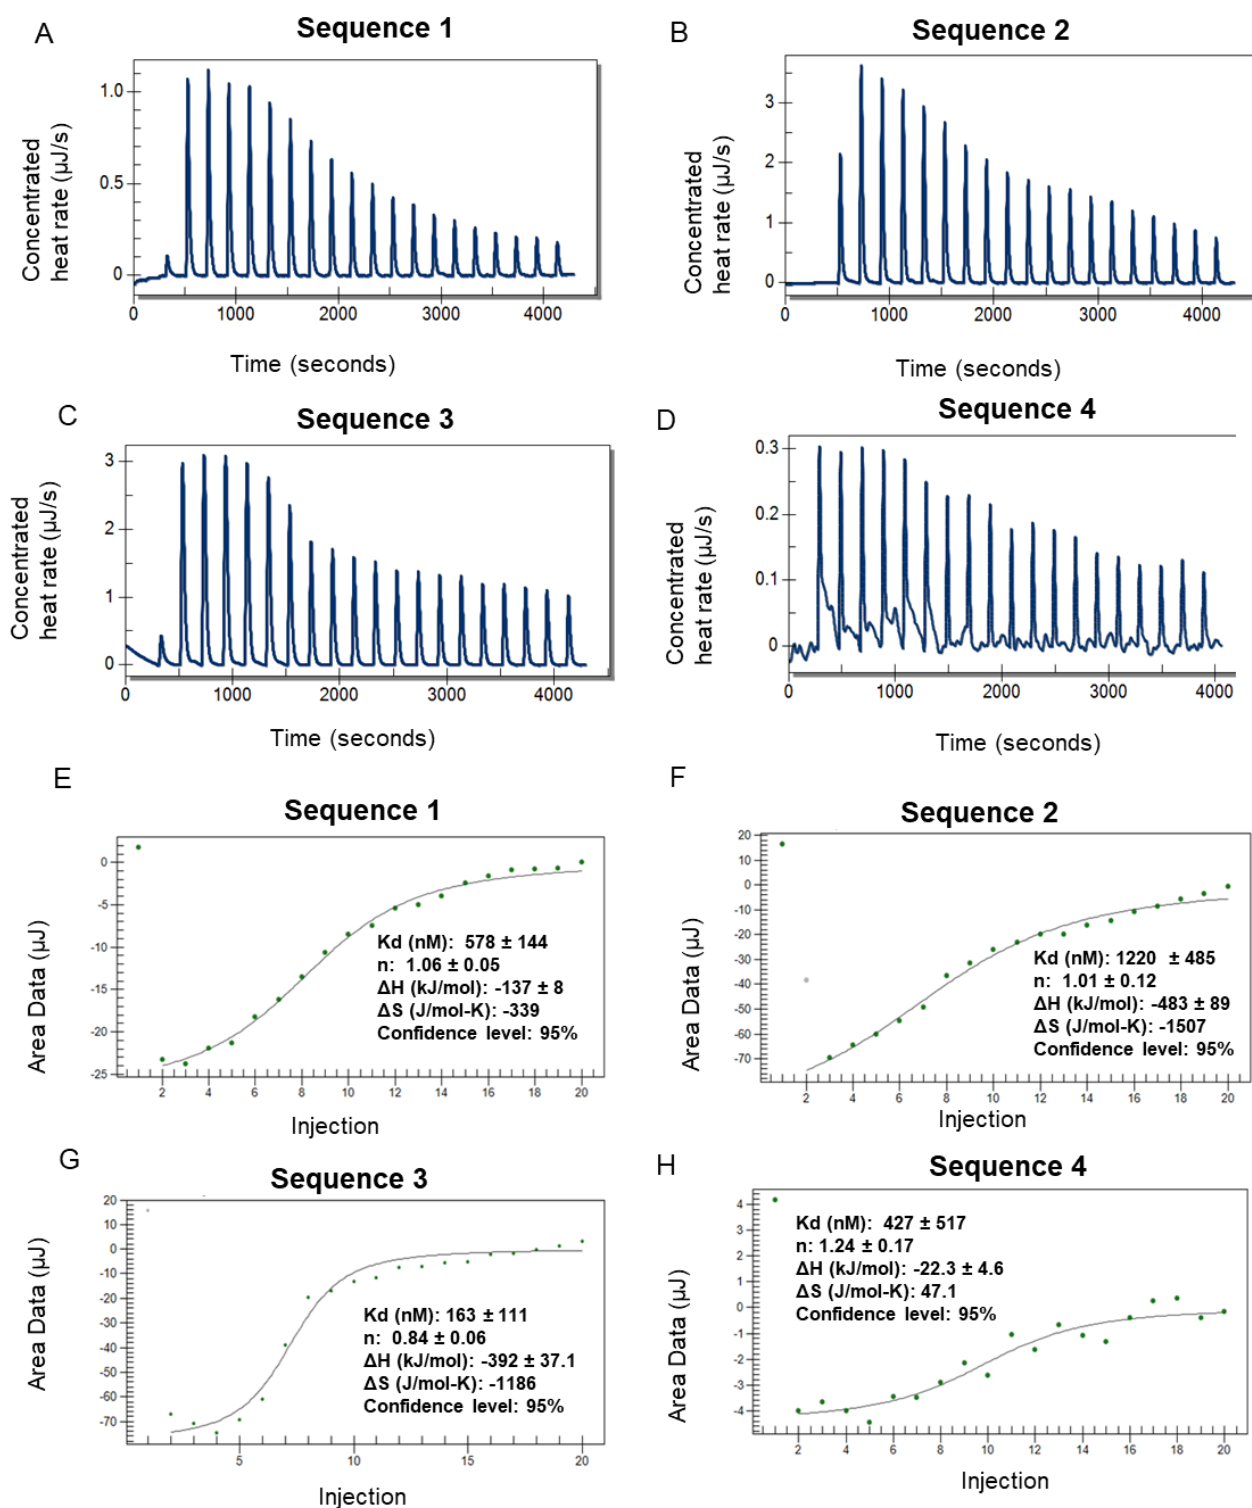 A
Sequence 1
Concentrated
heat rate (µJ/s)
1.0
0.5
0
0
1000
2000
3000
4000
Time (seconds)
B
Sequence 2
Concentrated
heat rate (µJ/s)
3
2
1
0
0
1000
2000
3000
4000
Time (seconds)
C
Sequence 3
Concentrated
heat rate (µJ/s)
3
2
1
0
0
1000
2000
3000
4000
Time (seconds)
D
Sequence 4
Concentrated
heat rate (µJ/s)
0.3
0.2
0.1
0
0
1000
2000
3000
4000
Time (seconds)
E
Sequence 1
Area Data (µJ)
0
-5
-10
-15
-20
-25
Kd (nM): 578 ± 144
n: 1.06 ± 0.05
ΔH (kJ/mol): -137 ± 8
ΔS (J/mol-K): -339
Confidence level: 95%
2 4 6 8 10 12 14 16 18 20
Injection
F
Sequence 2
Area Data (µJ)
20
10
0
-10
-20
-30
-40
-50
-60
-70
Kd (nM): 1220 ± 485
n: 1.01 ± 0.12
ΔH (kJ/mol): -483 ± 89
ΔS (J/mol-K): -1507
Confidence level: 95%
2 4 6 8 10 12 14 16 18 20
Injection
G
Sequence 3
Area Data (µJ)
20
10
0
-10
-20
-30
-40
-50
-60
-70
Kd (nM): 163 ± 111
n: 0.84 ± 0.06
ΔH (kJ/mol): -392 ± 37.1
ΔS (J/mol-K): -1186
Confidence level: 95%
5 10 15 20
Injection
H
Sequence 4
Area Data (µJ)
4
3
2
1
0
-1
-2
-3
-4
Kd (nM): 427 ± 517
n: 1.24 ± 0.17
ΔH (kJ/mol): -22.3 ± 4.6
ΔS (J/mol-K): 47.1
Confidence level: 95%
2 4 6 8 10 12 14 16 18 20
Injection